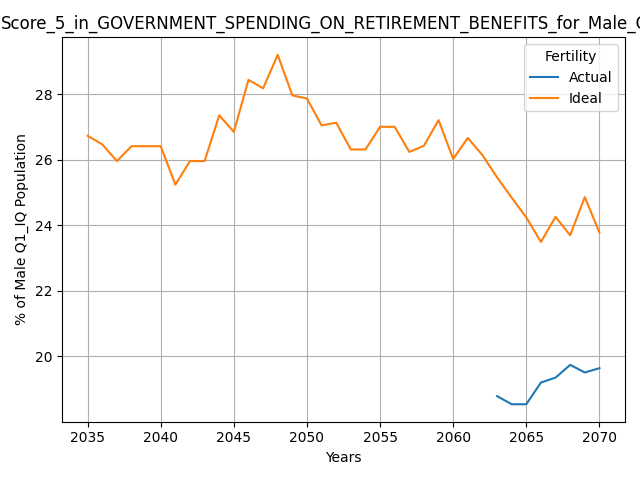 Score_5_in_GOVERNMENT_SPENDING_ON_RETIREMENT_BENEFITS_for_Male_
Fertility
Actual
Ideal
28
26
24
22
20
% of Male Q1_IQ Population
2035 2040 2045 2050 2055 2060 2065 2070
Years